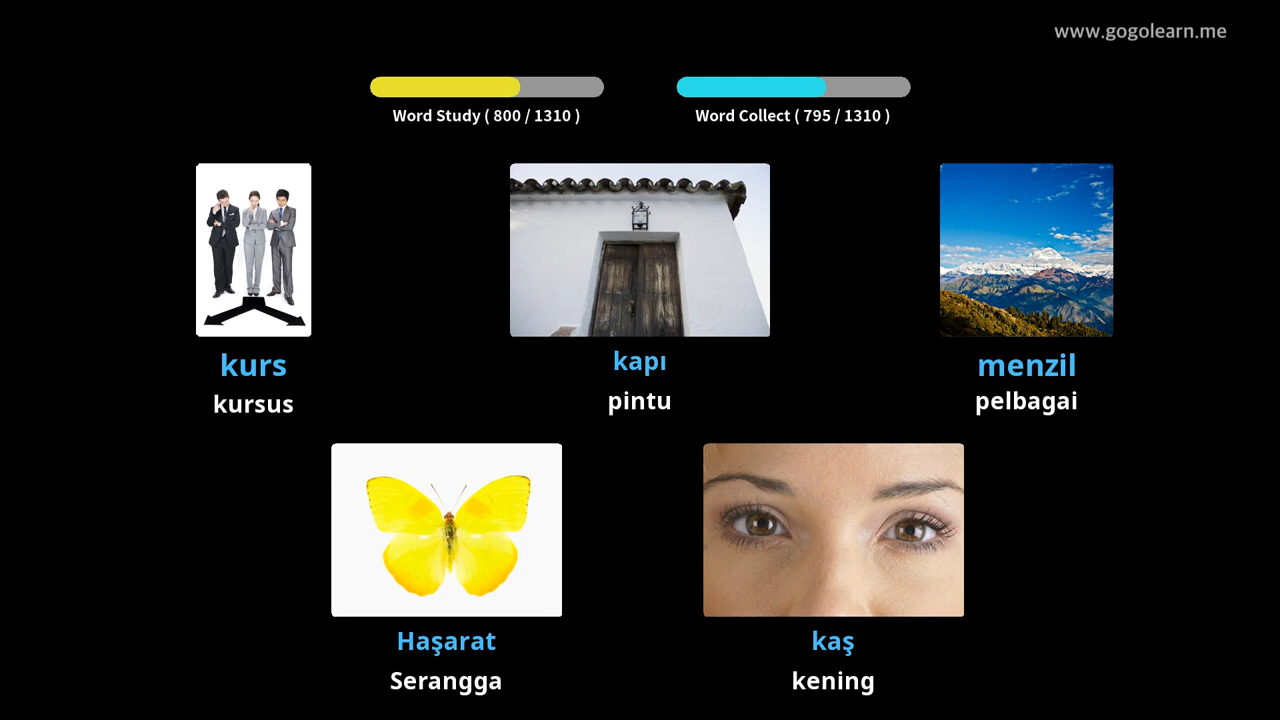 www.gogolearn.me
Word Study ( 800 / 1310 )
Word Collect ( 795 / 1310 )
kurs
kursus
kapı
pintu
menzil
pelbagai
Haşarat
Serangga
kaş
kening